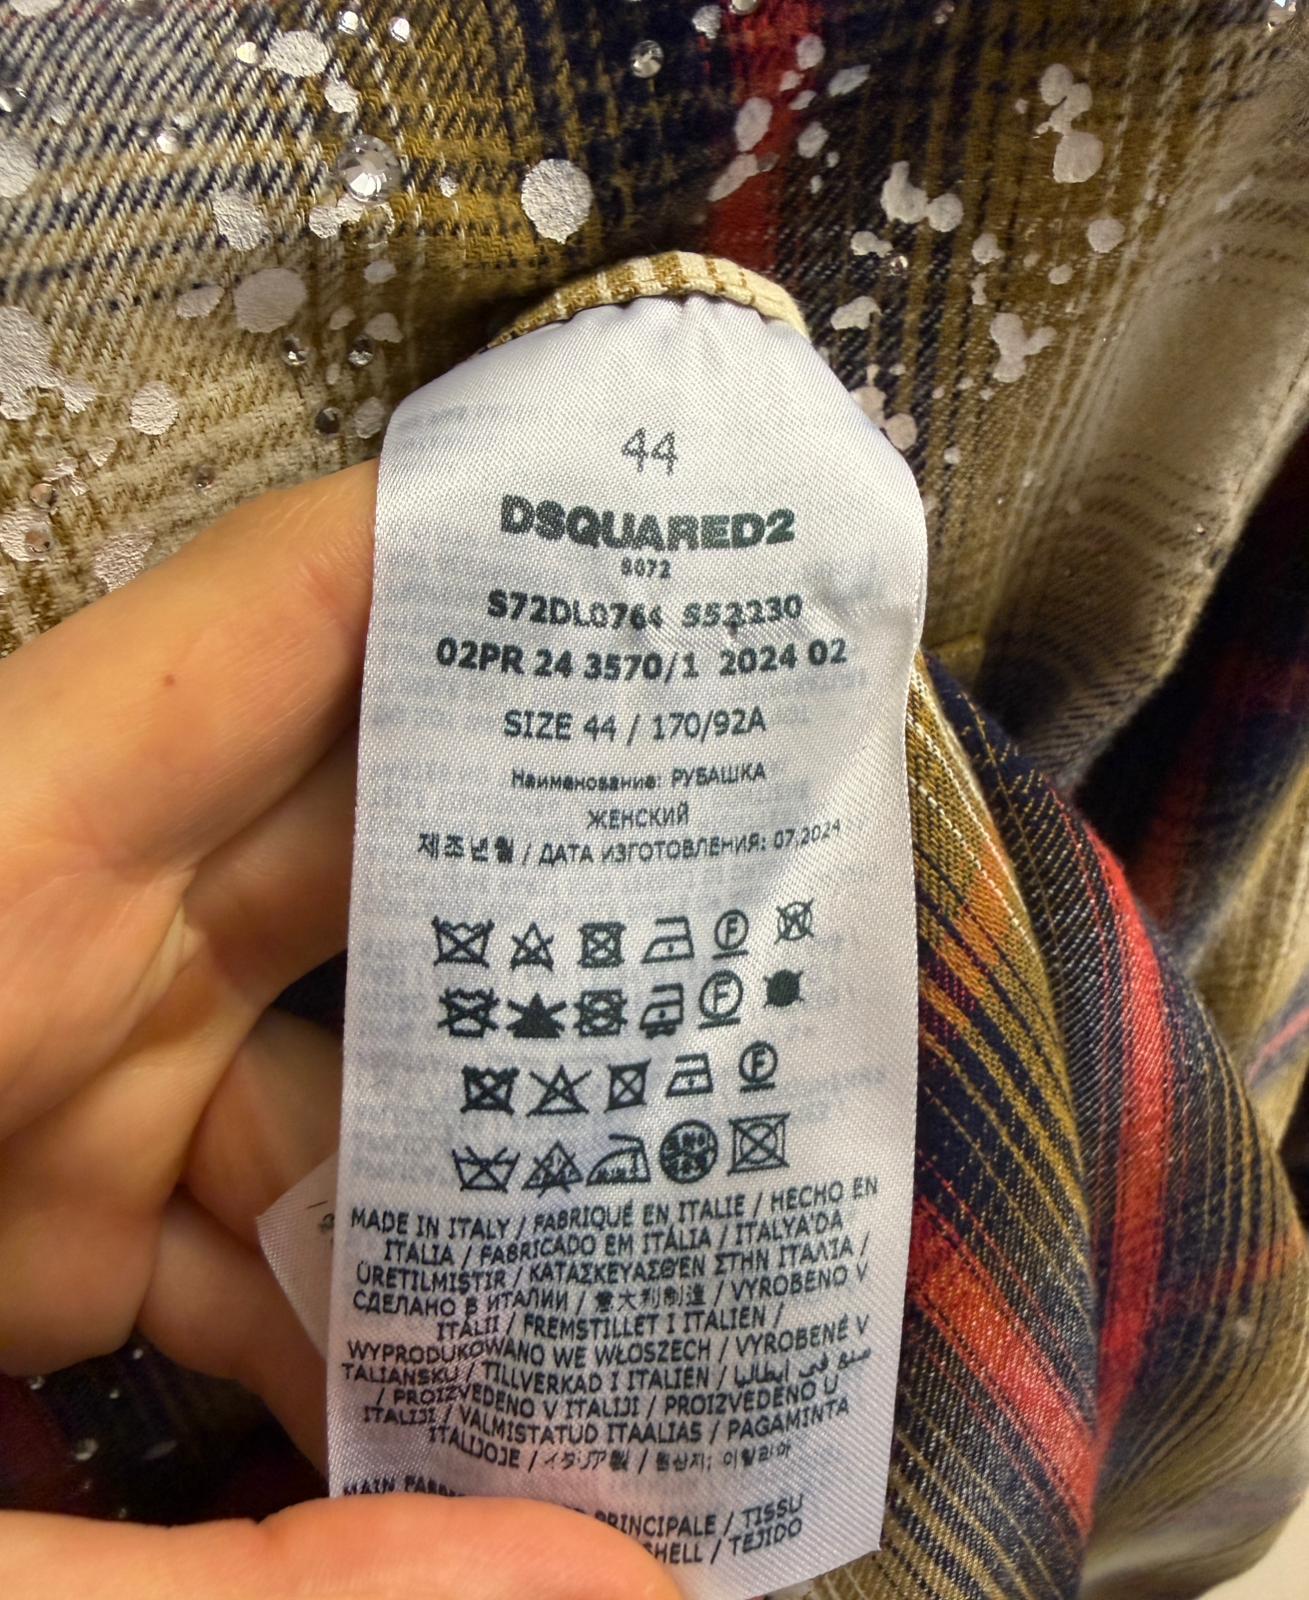 44
DSQUARED2
9072
S72DL0764 S53230
02PR 24 3570/1 2024 02
SIZE 44 / 170/92A
Наименование: РУБАШКА
ЖЕНСКИЙ
제조년월 / ДАТА ИЗГОТОВЛЕНИЯ: 07.2024
MADE IN ITALY / FABRIQUÉ EN ITALIE / HECHO EN
ITALIA / FABRICADO EM ITÁLIA / ITALYA'DA
ÜRETILMISTIR / ΚΑΤΑΣΚΕΥΑΣΘΕΝ ΣΤΗΝ ΙΤΑΛΙΑ /
СДЕЛАНО В ИТАЛИИ / 意大利制造 / VYROBENO V
ITÁLII / FREMSTILLET I ITALIEN /
WYPRODUKOWANO WE WŁOSZECH / VYROBENÉ V
TALIANSKU / TILLVERKAD I ITALIEN / صنع في ايطاليا
/ PROIZVEDENO V ITALIJI / PROIZVEDENO U
ITALIJI / VALMISTATUD ITAALIAS / PAGAMINTA
ITALIJOJE / イタリア製 / 원산지: 이탈리아
MAIN PRINCIPALE / TISSU
SHELL / TEJIDO